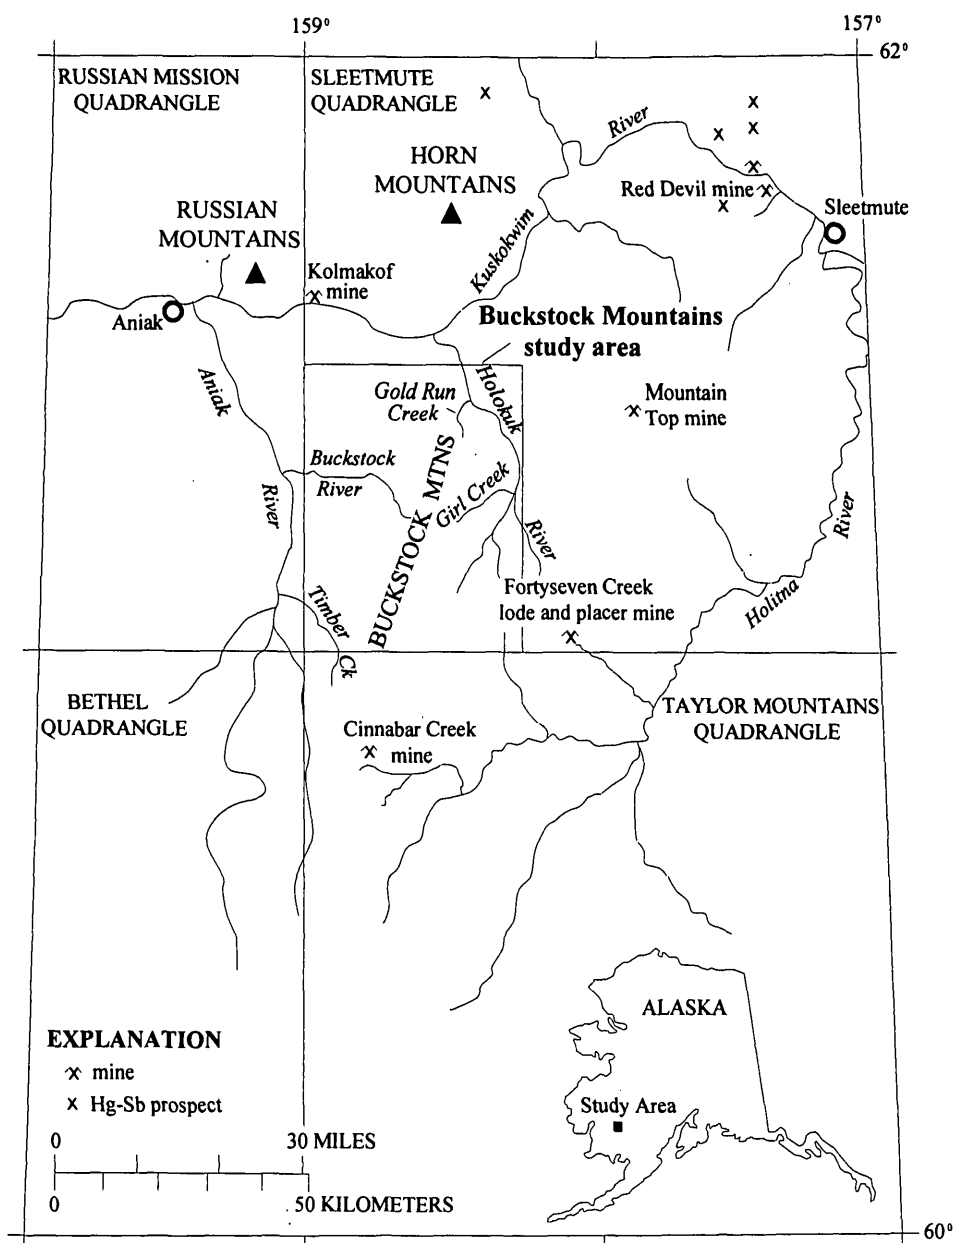 159°
157°
62°
RUSSIAN MISSION
QUADRANGLE
SLEETMUTE
QUADRANGLE
River
HORN
MOUNTAINS
Red Devil mine
Sleetmute
RUSSIAN
MOUNTAINS
Kuskokwim
Kolmakof
mine
Aniak
Buckstock Mountains
study area
Aniak
Gold Run
Creek
Holokuk
Mountain
Top mine
Buckstock
River
BUCKSTOCK MTNS
Girl Creek
River
River
River
Timber
Ck
Fortyseven Creek
lode and placer mine
Holitna
BETHEL
QUADRANGLE
TAYLOR MOUNTAINS
QUADRANGLE
Cinnabar Creek
mine
ALASKA
Study Area
EXPLANATION
mine
x Hg-Sb prospect
0 30 MILES
0 50 KILOMETERS
60°